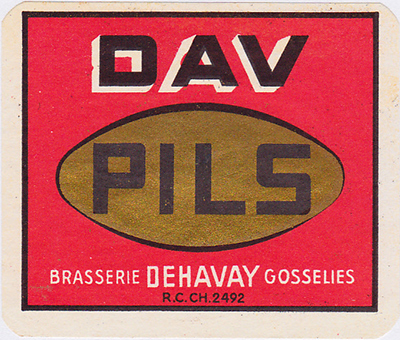 DAV
PILS
BRASSERIE DEHAVAY GOSSELIES
R.C.CH.2492